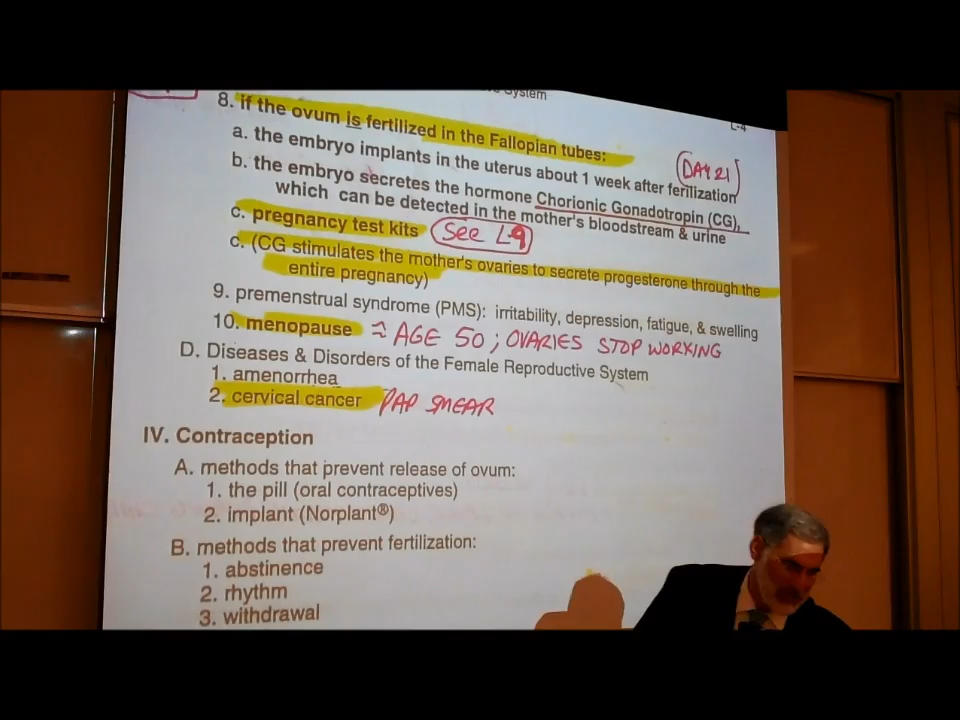 System
L-4
8. if the ovum is fertilized in the Fallopian tubes:
a. the embryo implants in the uterus about 1 week after ferilization
DAY 21
b. the embryo secretes the hormone Chorionic Gonadotropin (CG),
which can be detected in the mother's bloodstream & urine
c. pregnancy test kits See L-9
c. (CG stimulates the mother's ovaries to secrete progesterone through the
entire pregnancy)
9. premenstrual syndrome (PMS): irritability, depression, fatigue, & swelling
10. menopause ≈ AGE 50; OVARIES STOP WORKING
D. Diseases & Disorders of the Female Reproductive System
1. amenorrhea
2. cervical cancer PAP SMEAR
IV. Contraception
A. methods that prevent release of ovum:
1. the pill (oral contraceptives)
2. implant (Norplant®)
B. methods that prevent fertilization:
1. abstinence
2. rhythm
3. withdrawal